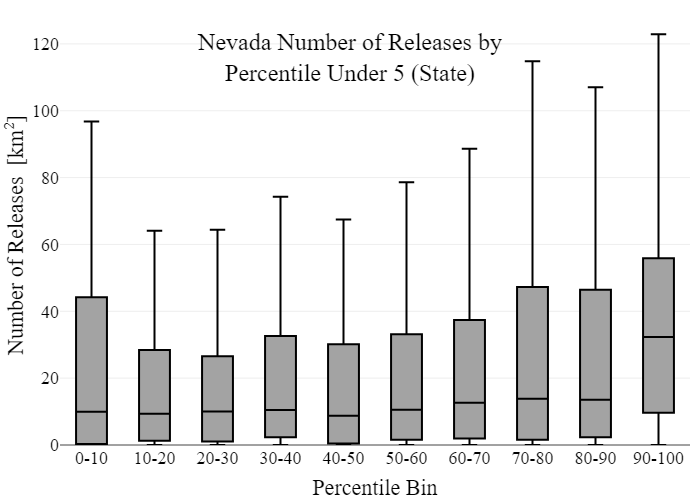 Nevada Number of Releases by
Percentile Under 5 (State)
Number of Releases [km²]
120
100
80
60
40
20
0
0-10 10-20 20-30 30-40 40-50 50-60 60-70 70-80 80-90 90-100
Percentile Bin